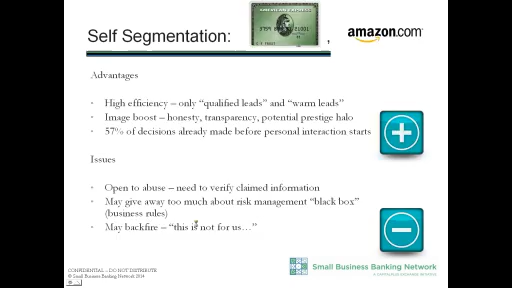 Self Segmentation:
,
amazon.com
Advantages
• High efficiency – only “qualified leads” and “warm leads”
• Image boost – honesty, transparency, potential prestige halo
• 57% of decisions already made before personal interaction starts
Issues
• Open to abuse – need to verify claimed information
• May give away too much about risk management “black box”
(business rules)
• May backfire – “this is not for us…”
CONFIDENTIAL – DO NOT DISTRIBUTE
© Small Business Banking Network 2014
Small Business Banking Network